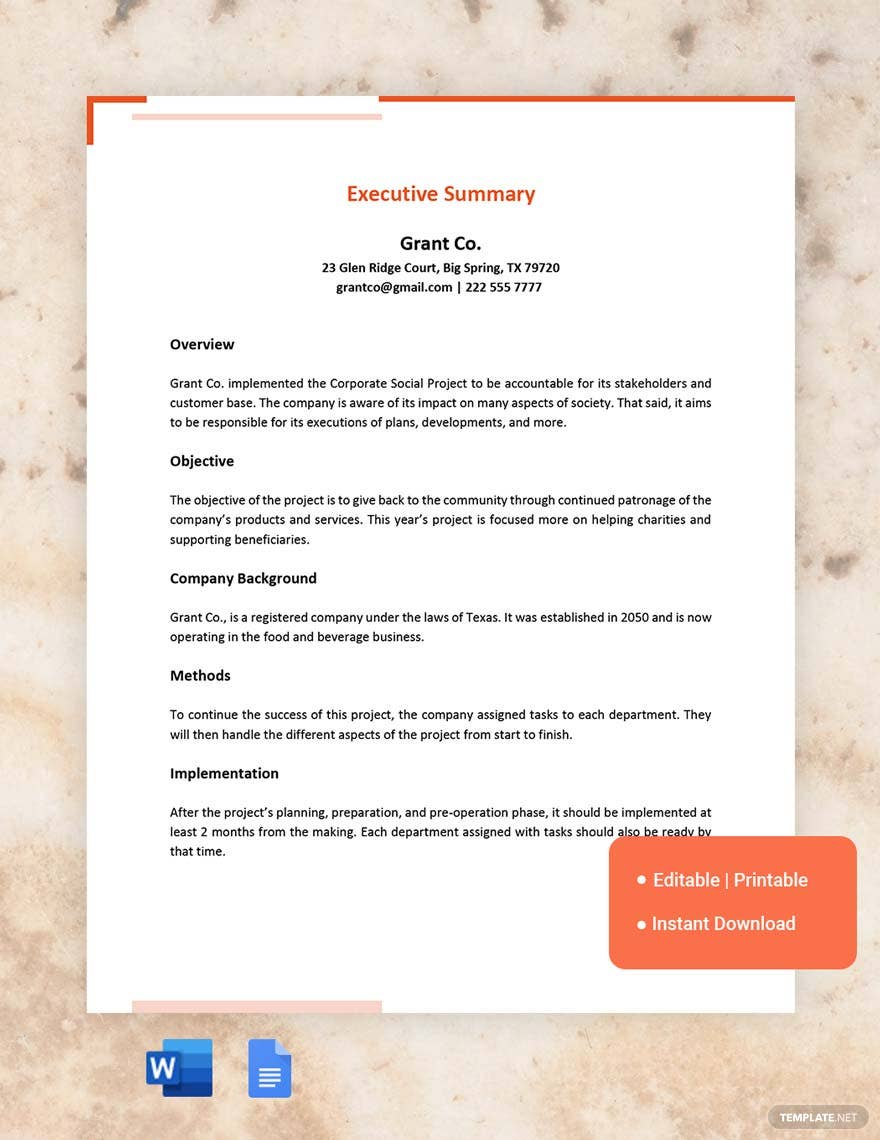 Executive Summary
Grant Co.
23 Glen Ridge Court, Big Spring, TX 79720
grantco@gmail.com | 222 555 7777
Overview
Grant Co. implemented the Corporate Social Project to be accountable for its stakeholders and
customer base. The company is aware of its impact on many aspects of society. That said, it aims
to be responsible for its executions of plans, developments, and more.
Objective
The objective of the project is to give back to the community through continued patronage of the
company's products and services. This year's project is focused more on helping charities and
supporting beneficiaries.
Company Background
Grant Co., is a registered company under the laws of Texas. It was established in 2050 and is now
operating in the food and beverage business.
Methods
To continue the success of this project, the company assigned tasks to each department. They
will then handle the different aspects of the project from start to finish.
Implementation
After the project's planning, preparation, and pre-operation phase, it should be implemented at
least 2 months from the making. Each department assigned with tasks should also be ready by
that time.
• Editable | Printable
• Instant Download
W
TEMPLATE.NET